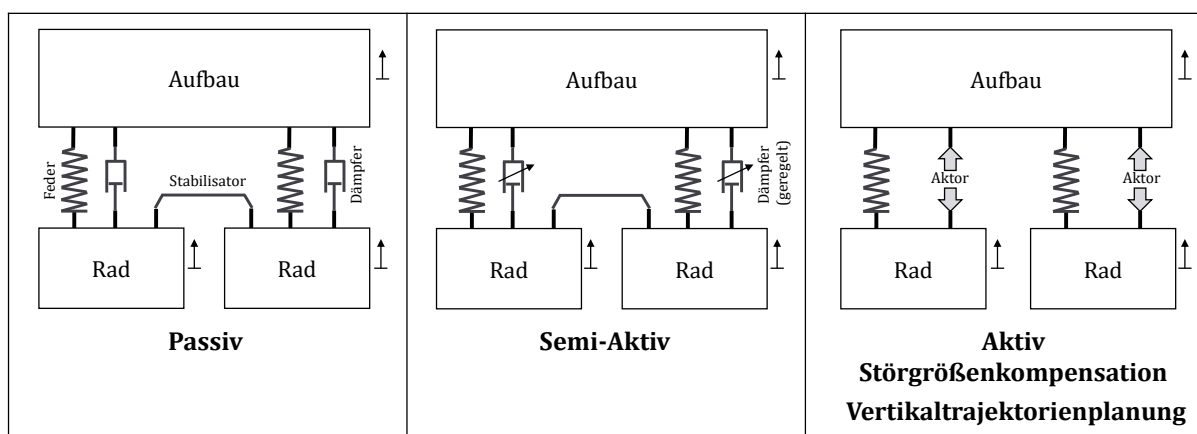 Aufbau
Feder
Stabilisator
Dämpfer
Rad
Rad
Passiv
Aufbau
Dämpfer
(geregelt)
Rad
Rad
Semi-Aktiv
Aufbau
Aktor
Aktor
Rad
Rad
Aktiv
Störgrößenkompensation
Vertikaltrajektorienplanung